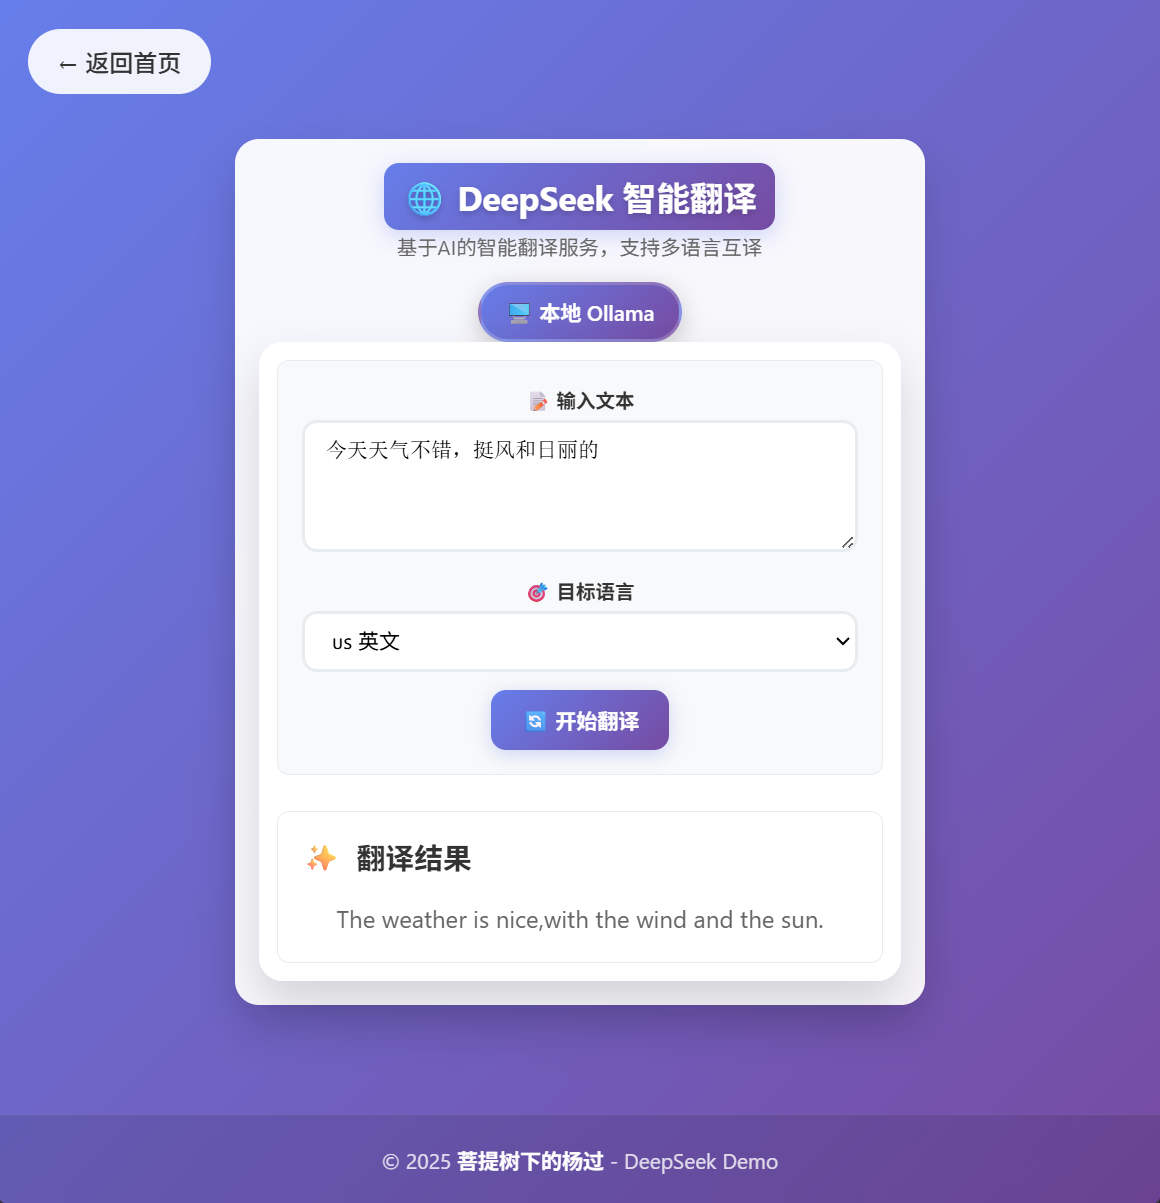 ← 返回首页
DeepSeek 智能翻译
基于AI的智能翻译服务，支持多语言互译
本地 Ollama
输入文本
今天天气不错，挺风和日丽的
目标语言
us 英文
开始翻译
翻译结果
The weather is nice,with the wind and the sun.
© 2025 菩提树下的杨过 - DeepSeek Demo